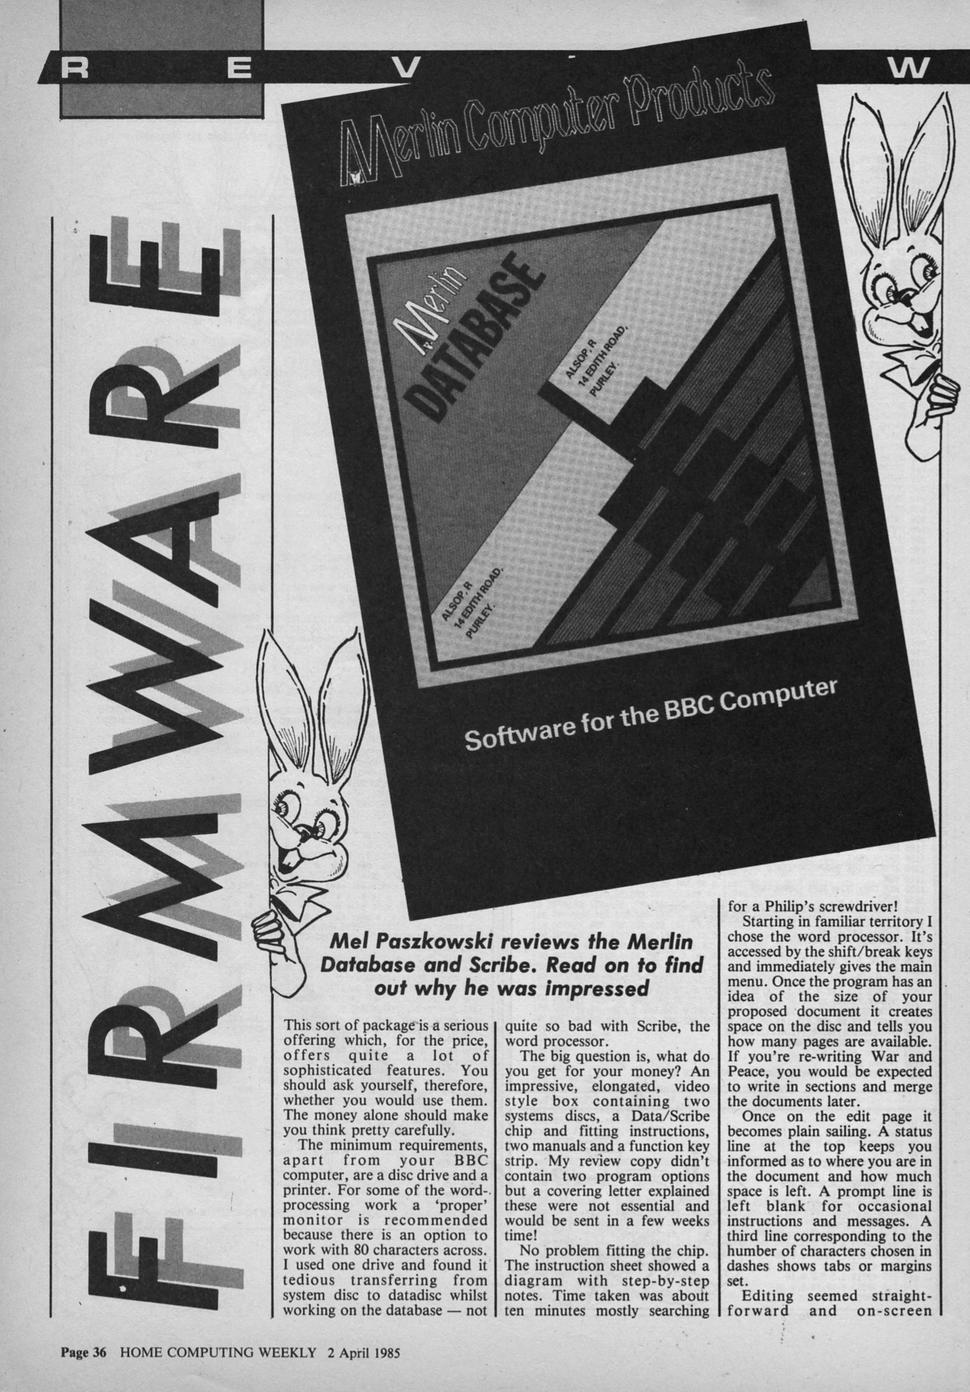 R E V W
Merlin Computer Products
Merlin
DATABASE
ALSOP, R
14 EDITH ROAD,
PURLEY.
ALSOP, R
14 EDITH ROAD,
PURLEY.
Software for the BBC Computer
FIRMWARE
Mel Paszkowski reviews the Merlin
Database and Scribe. Read on to find
out why he was impressed
This sort of package is a serious
offering which, for the price,
offers quite a lot of
sophisticated features. You
should ask yourself, therefore,
whether you would use them.
The money alone should make
you think pretty carefully.
The minimum requirements,
apart from your BBC
computer, are a disc drive and a
printer. For some of the word-
processing work a 'proper'
monitor is recommended
because there is an option to
work with 80 characters across.
I used one drive and found it
tedious transferring from
system disc to datadisc whilst
working on the database — not
quite so bad with Scribe, the
word processor.
The big question is, what do
you get for your money? An
impressive, elongated, video
style box containing two
systems discs, a Data/Scribe
chip and fitting instructions,
two manuals and a function key
strip. My review copy didn't
contain two program options
but a covering letter explained
these were not essential and
would be sent in a few weeks
time!
No problem fitting the chip.
The instruction sheet showed a
diagram with step-by-step
notes. Time taken was about
ten minutes mostly searching
for a Philip's screwdriver!
Starting in familiar territory I
chose the word processor. It's
accessed by the shift/break keys
and immediately gives the main
menu. Once the program has an
idea of the size of your
proposed document it creates
space on the disc and tells you
how many pages are available.
If you're re-writing War and
Peace, you would be expected
to write in sections and merge
the documents later.
Once on the edit page it
becomes plain sailing. A status
line at the top keeps you
informed as to where you are in
the document and how much
space is left. A prompt line is
left blank for occasional
instructions and messages. A
third line corresponding to the
humber of characters chosen in
dashes shows tabs or margins
set.
Editing seemed straight-
forward and on-screen
Page 36 HOME COMPUTING WEEKLY 2 April 1985